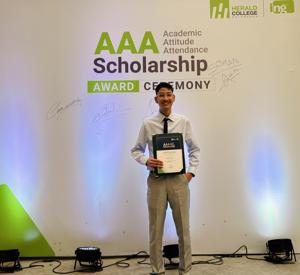 HERALD
COLLEGE
ing
AAA
Academic
Attitude
Attendance
Scholarship
AWARD CEREMONY